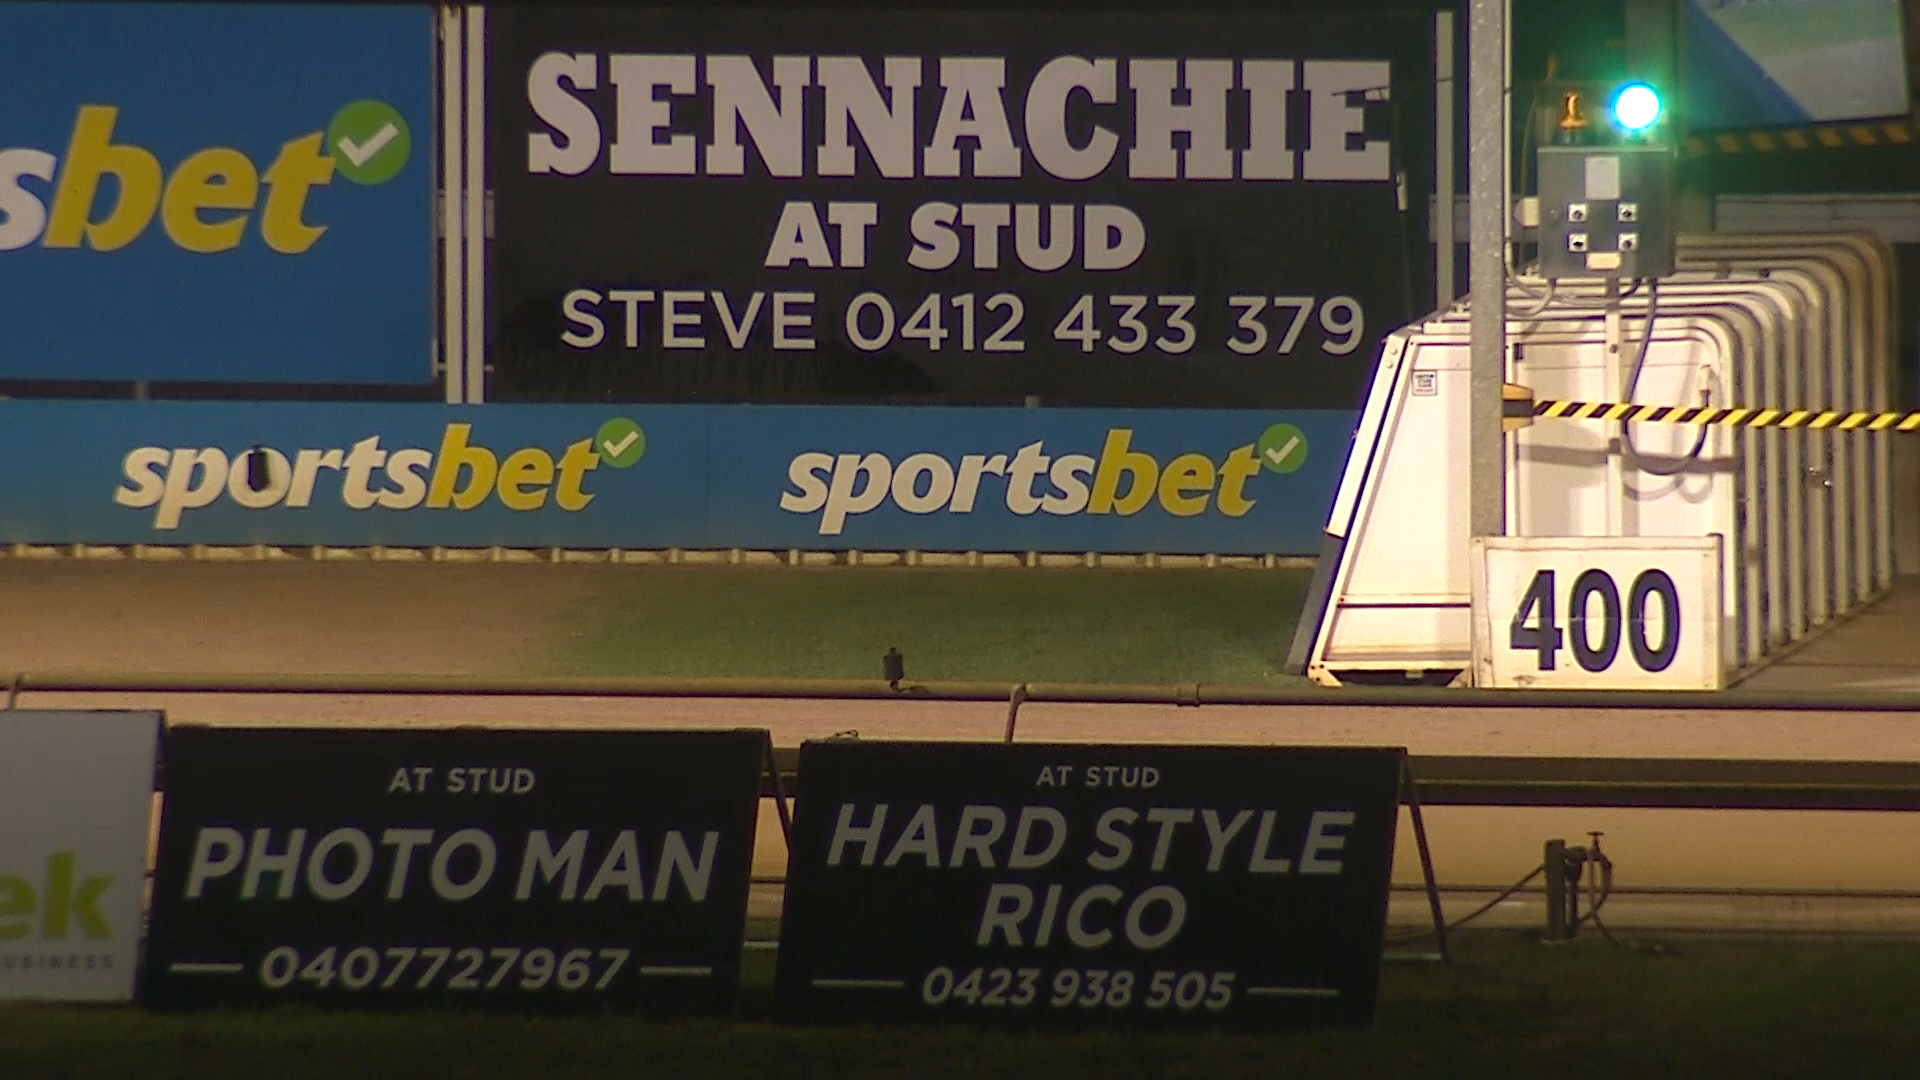 sbet
SENNACHIE
AT STUD
STEVE 0412 433 379
sportsbet
sportsbet
400
AT STUD
PHOTO MAN
0407727967
AT STUD
HARD STYLE
RICO
0423 938 505
ek
USINESS